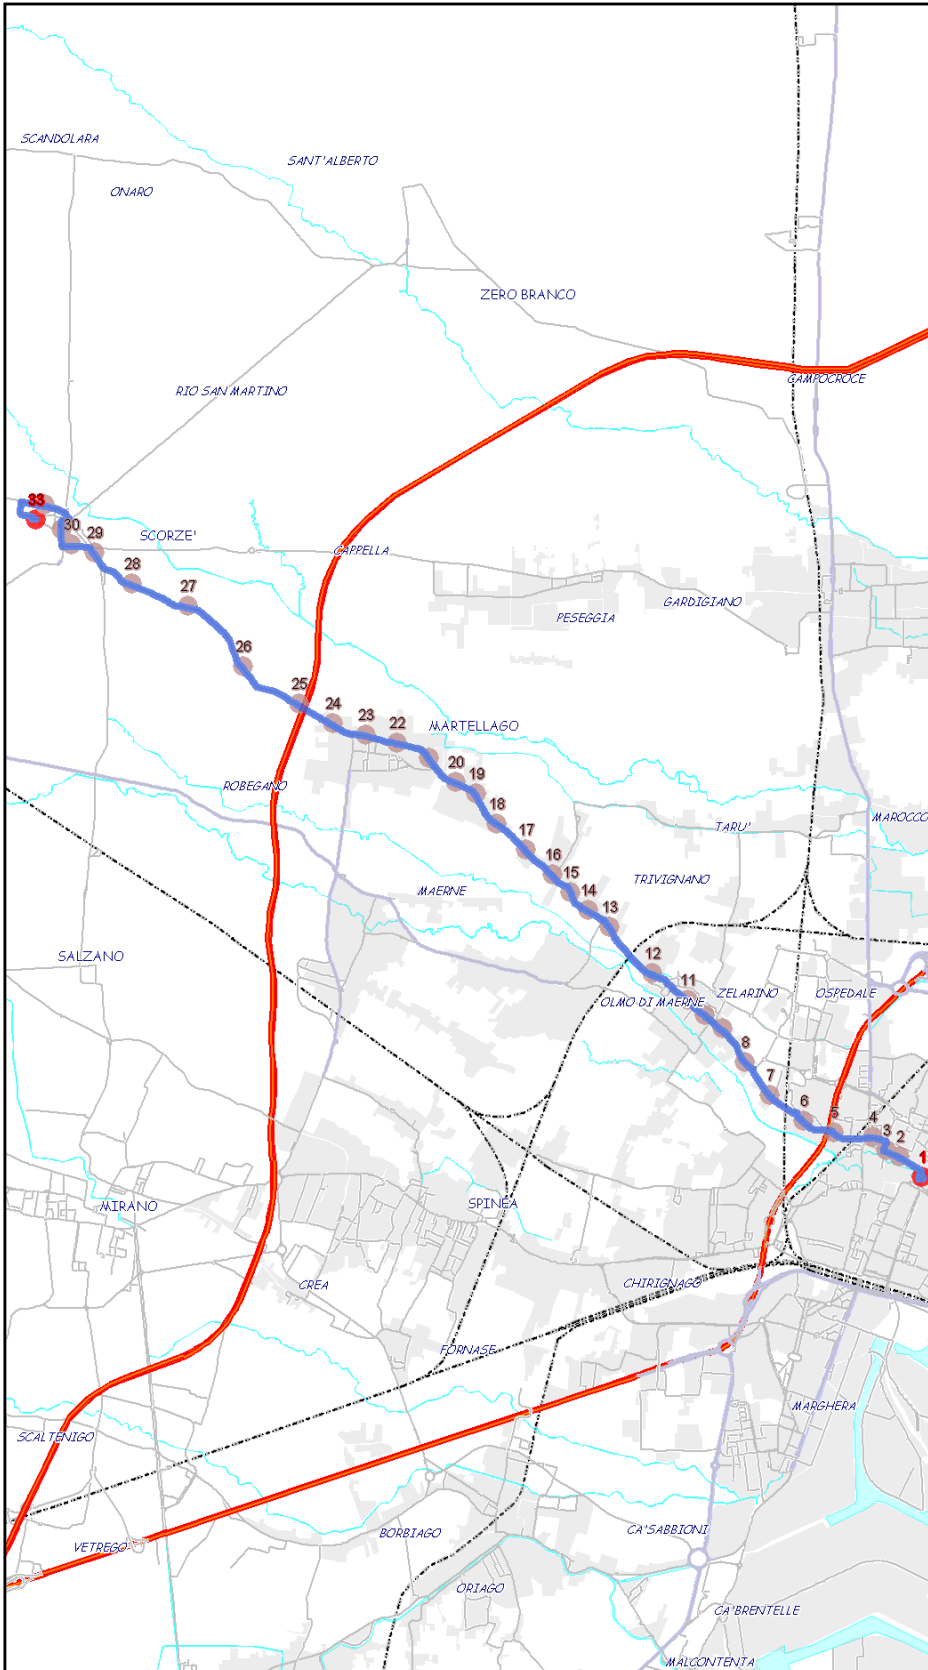 SCANDOLARA
SANT'ALBERTO
ONARO
ZERO BRANCO
CAMPOCROCE
RIO SAN MARTINO
33
30
29
SCORZE'
CAPPELLA
28
27
GARDIGIANO
PESEGGIA
26
25
24
23
22
MARTELLAGO
20
19
ROBEGANO
18
MAROCCO
TARU'
17
16
15
TRIVIGNANO
14
MAERNE
13
SALZANO
12
11
ZELARINO
OSPEDALE
OLMO DI MAERNE
8
7
6
5
4
3
2
1
MIRANO
SPINEA
CREA
CHIRIGNAGO
FORNASE
MARGHERA
SCALTENIGO
CA'SABBIONI
BORBIAGO
VETREGO
ORIAGO
CA'BRENTELLE
MALCONTENTA